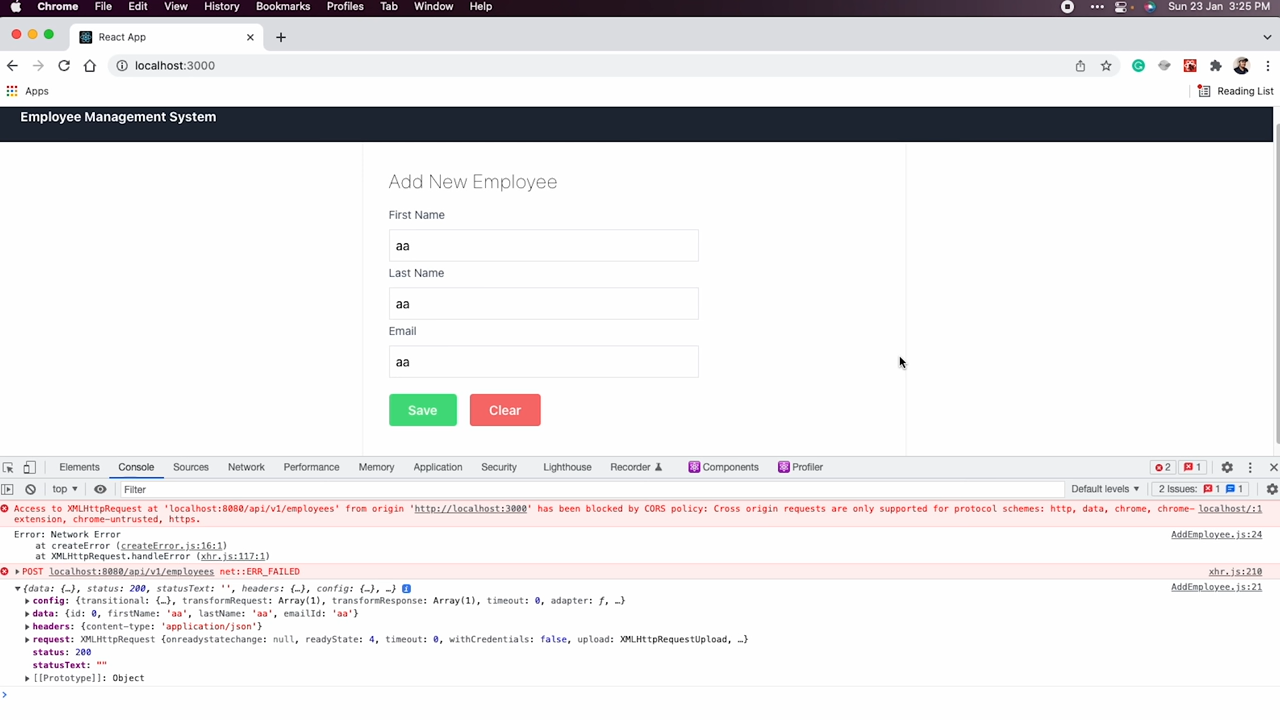 Chrome File Edit View History Bookmarks Profiles Tab Window Help Sun 23 Jan 3:25 PM
React App
localhost:3000
Apps Reading List
Employee Management System
Add New Employee
First Name
aa
Last Name
aa
Email
aa
Save Clear
Elements Console Sources Network Performance Memory Application Security Lighthouse Recorder Components Profiler 2 1
top Filter Default levels 2 Issues: 1 1
Access to XMLHttpRequest at 'localhost:8080/api/v1/employees' from origin 'http://localhost:3000' has been blocked by CORS policy: Cross origin requests are only supported for protocol schemes: http, data, chrome, chrome- localhost/:1
extension, chrome-untrusted, https.
Error: Network Error AddEmployee.js:24
at createError (createError.js:16:1)
at XMLHttpRequest.handleError (xhr.js:117:1)
POST localhost:8080/api/v1/employees net::ERR_FAILED xhr.js:210
{data: {…}, status: 200, statusText: '', headers: {…}, config: {…}, …} AddEmployee.js:21
config: {transitional: {…}, transformRequest: Array(1), transformResponse: Array(1), timeout: 0, adapter: ƒ, …}
data: {id: 0, firstName: 'aa', lastName: 'aa', emailId: 'aa'}
headers: {content-type: 'application/json'}
request: XMLHttpRequest {onreadystatechange: null, readyState: 4, timeout: 0, withCredentials: false, upload: XMLHttpRequestUpload, …}
status: 200
statusText: ""
[[Prototype]]: Object